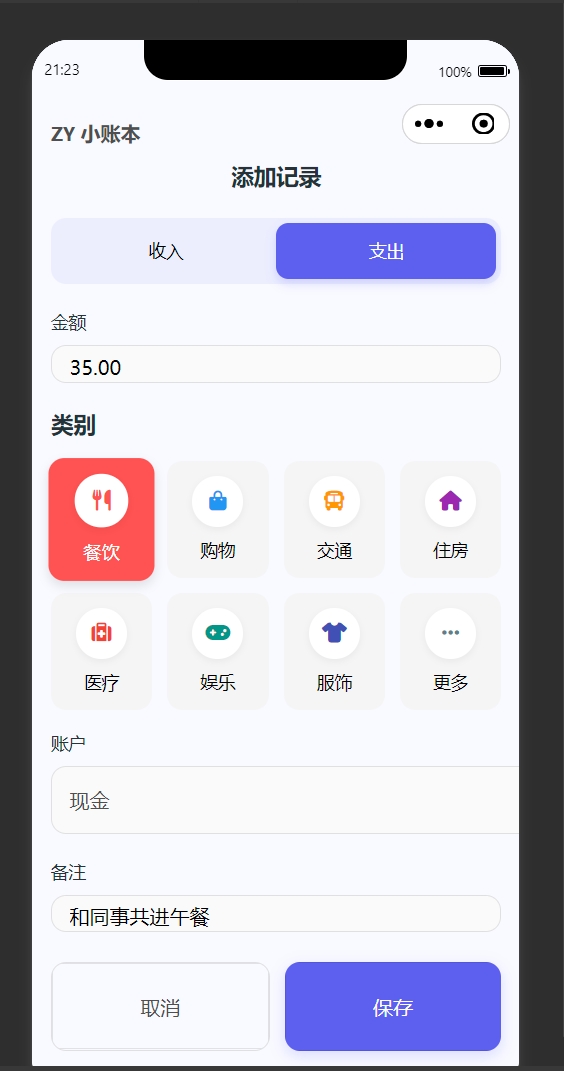 21:23
100%
ZY 小账本
添加记录
收入 支出
金额
35.00
类别
餐饮 购物 交通 住房
医疗 娱乐 服饰 更多
账户
现金
备注
和同事共进午餐
取消 保存